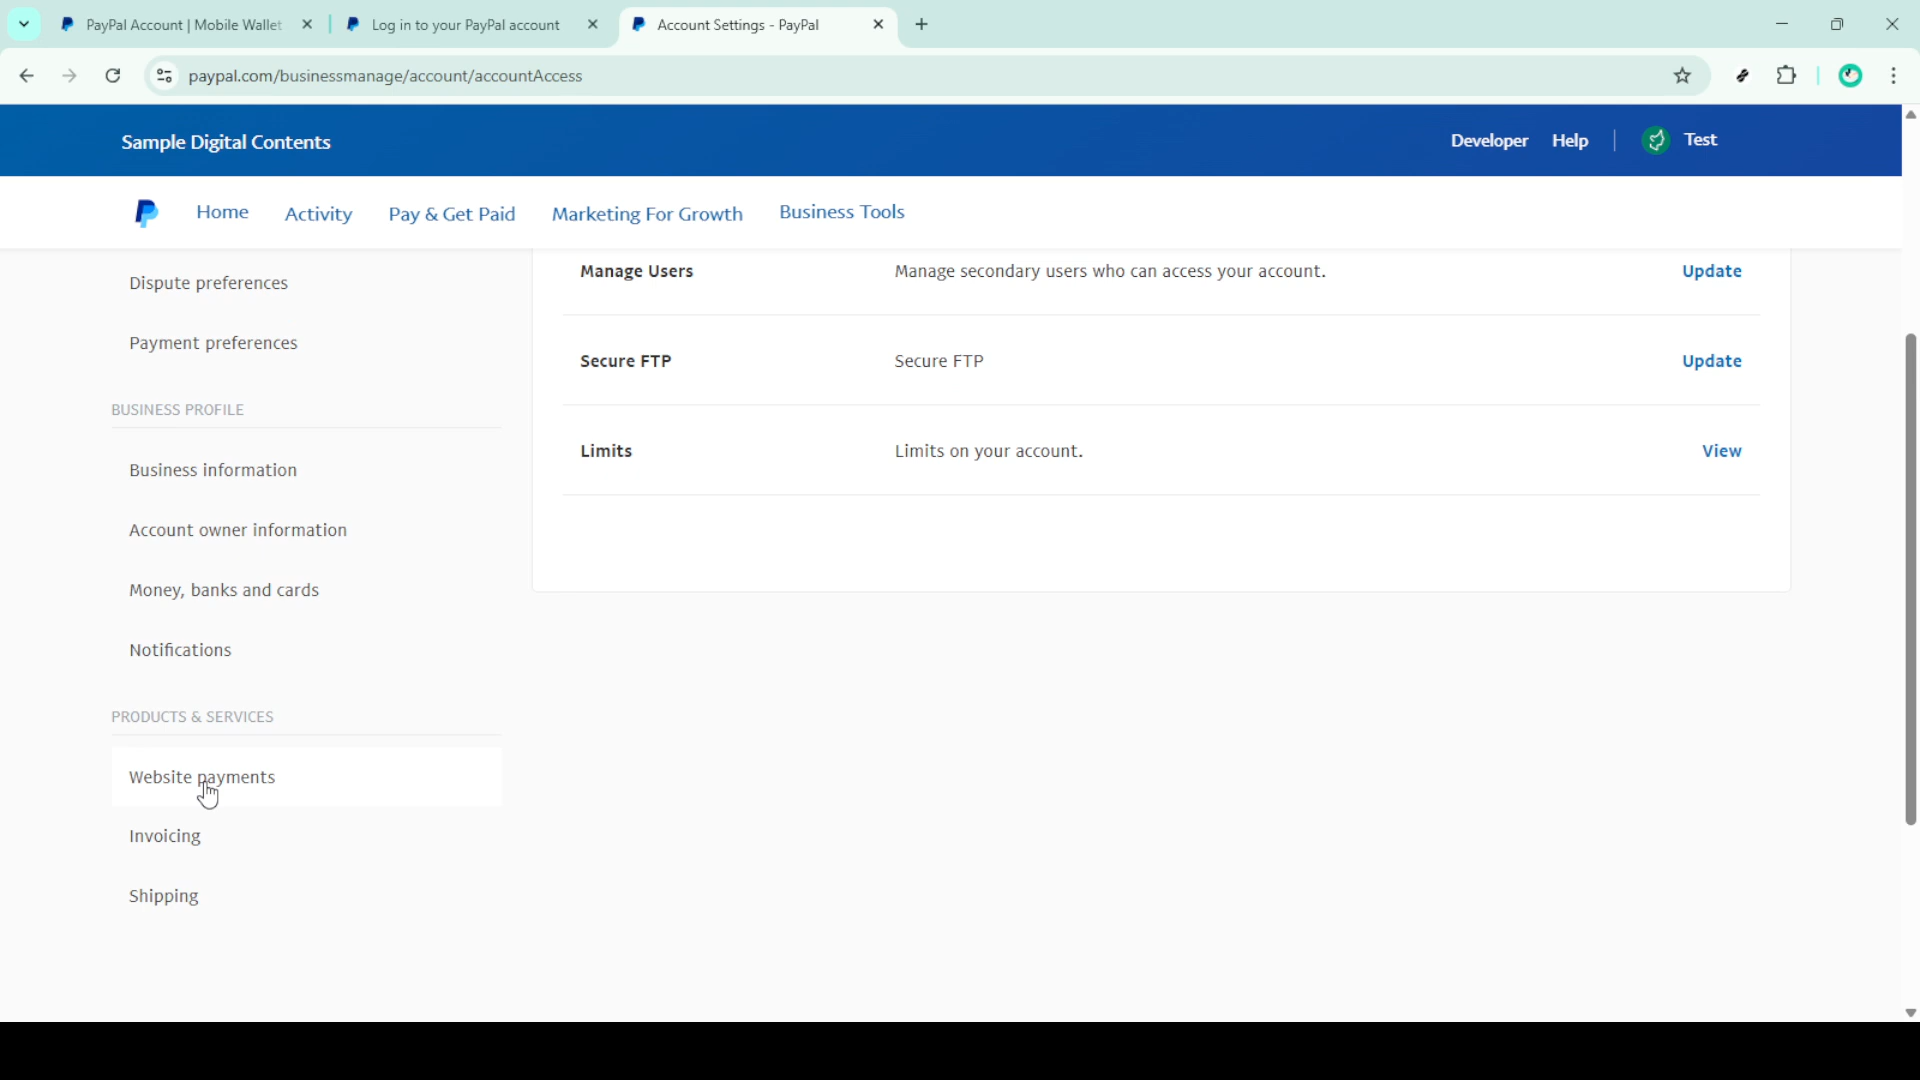 PayPal Account | Mobile Wallet
Log in to your PayPal account
Account Settings - PayPal
paypal.com/businessmanage/account/accountAccess
Sample Digital Contents
Developer Help Test
Home Activity Pay & Get Paid Marketing For Growth Business Tools
Dispute preferences
Payment preferences
BUSINESS PROFILE
Business information
Account owner information
Money, banks and cards
Notifications
PRODUCTS & SERVICES
Website payments
Invoicing
Shipping
Manage Users Manage secondary users who can access your account. Update
Secure FTP Secure FTP Update
Limits Limits on your account. View